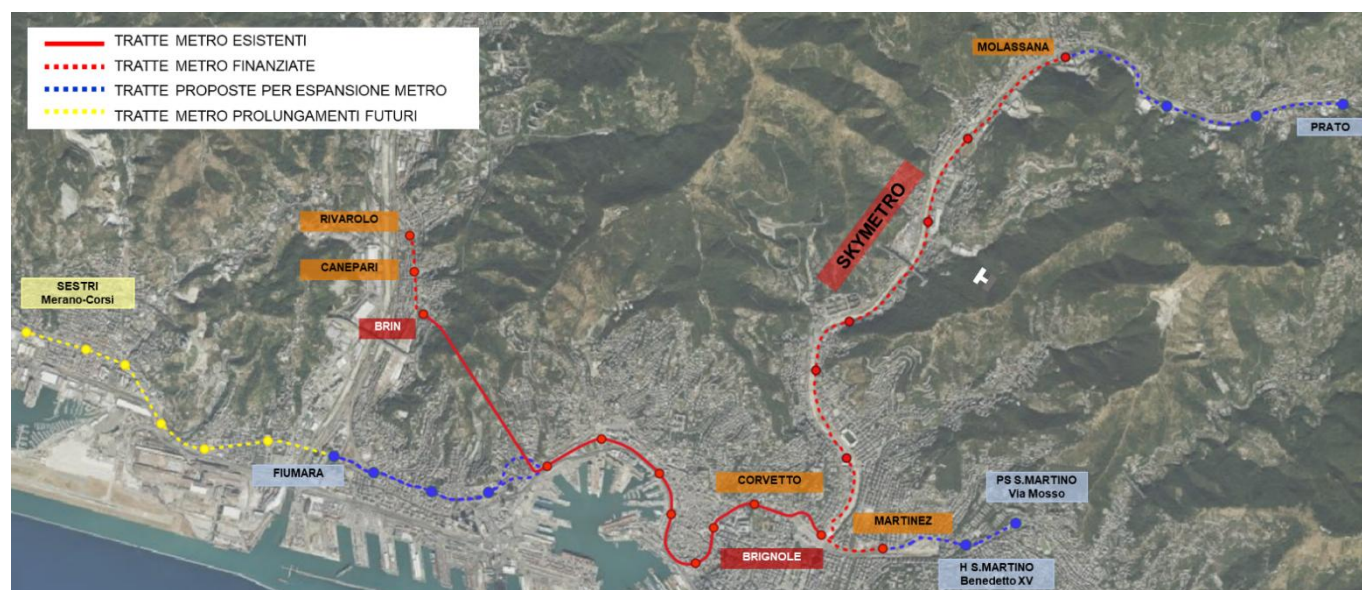 TRATTE METRO ESISTENTI
TRATTE METRO FINANZIATE
TRATTE PROPOSTE PER ESPANSIONE METRO
TRATTE METRO PROLUNGAMENTI FUTURI
MOLASSANA
PRATO
SKYMETRO
RIVAROLO
CANEPARI
SESTRI
Merano-Corsi
BRIN
FIUMARA
CORVETTO
PS S.MARTINO
Via Mosso
MARTINEZ
BRIGNOLE
H S.MARTINO
Benedetto XV